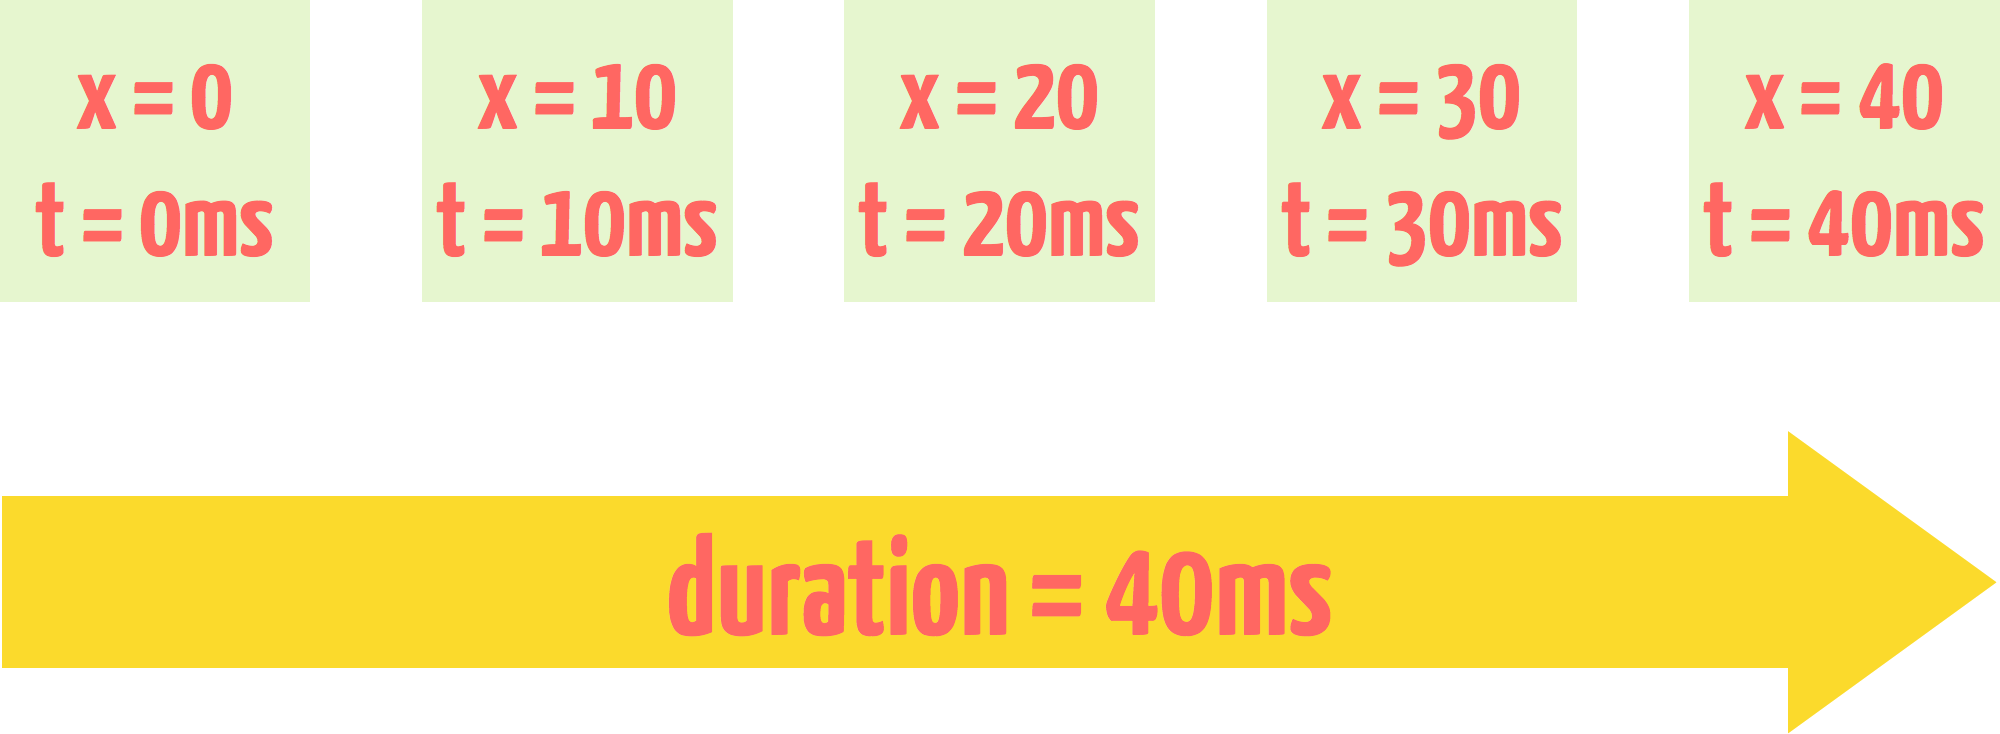 x = 0
t = 0ms
x = 10
t = 10ms
x = 20
t = 20ms
x = 30
t = 30ms
x = 40
t = 40ms
duration = 40ms